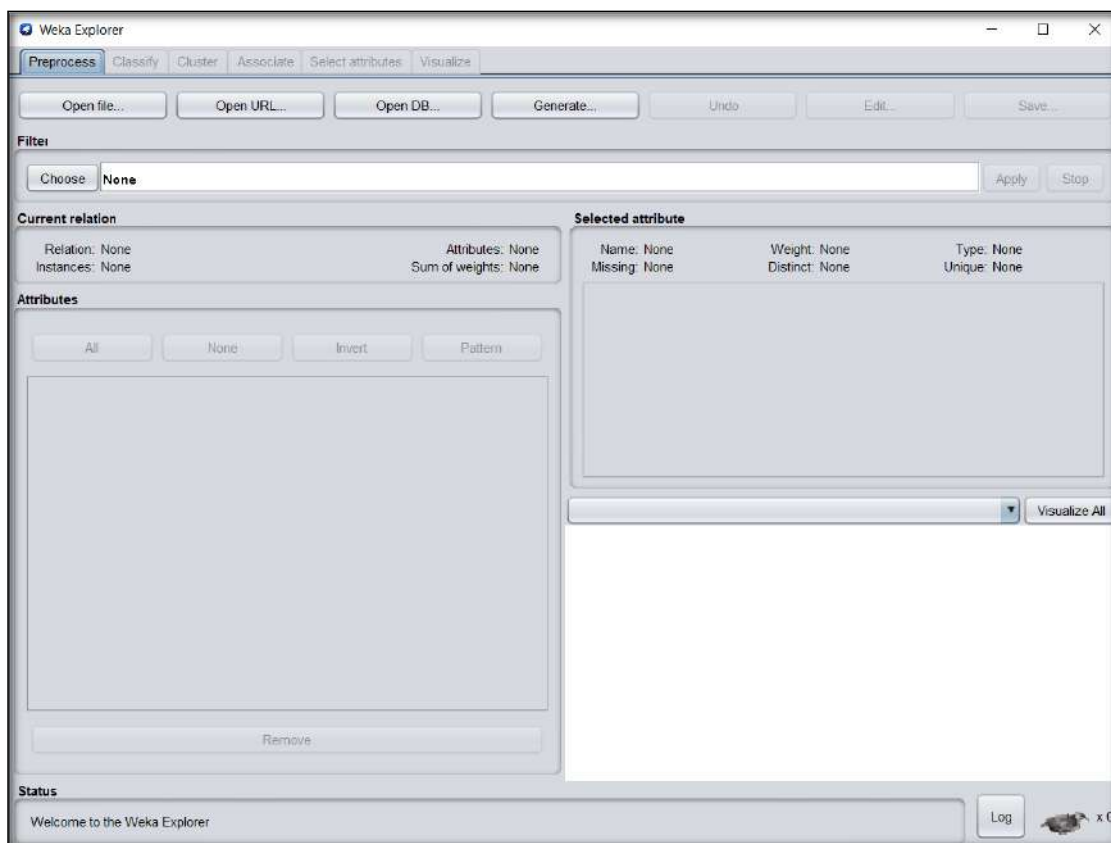 Weka Explorer
Preprocess Classify Cluster Associate Select attributes Visualize
Open file... Open URL... Open DB... Generate... Undo Edit... Save...
Filter
Choose None Apply Stop
Current relation
Relation: None Attributes: None
Instances: None Sum of weights: None
Attributes
All None Invert Pattern
Remove
Selected attribute
Name: None Weight: None Type: None
Missing: None Distinct: None Unique: None
Visualize All
Status
Welcome to the Weka Explorer
Log
x 0